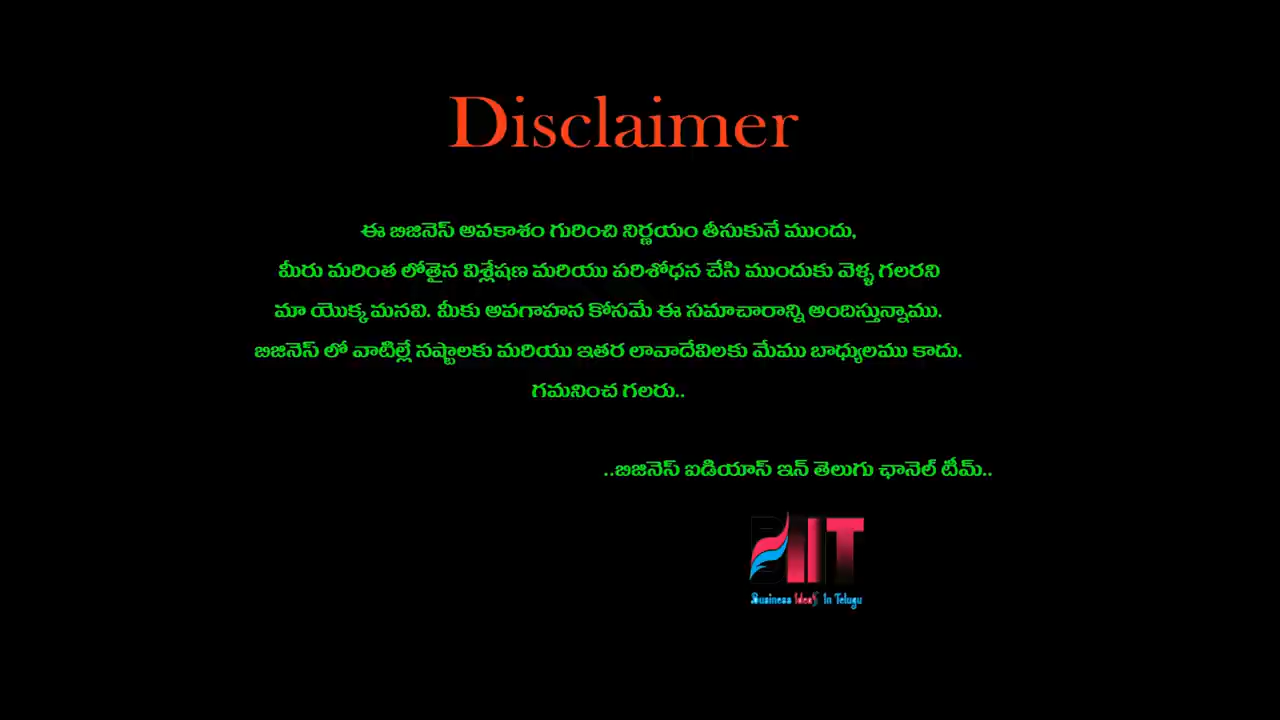 Disclaimer
ఈ బిజినెస్ అవకాశం గురించి నిర్ణయం తీసుకునే ముందు,
మీరు మరింత లోతైన విశ్లేషణ మరియు పరిశోధన చేసి ముందుకు వెళ్ళ గలరని
మా యొక్క మనవి. మీకు అవగాహన కోసమే ఈ సమాచారాన్ని అందిస్తున్నాము.
బిజినెస్ లో వాటిల్లే నష్టాలకు మరియు ఇతర లావాదేవిలకు మేము బాధ్యులము కాదు.
గమనించ గలరు..
..బిజినెస్ ఐడియాస్ ఇన్ తెలుగు ఛానెల్ టీమ్..
BIIT
Business IdeaS In Telugu